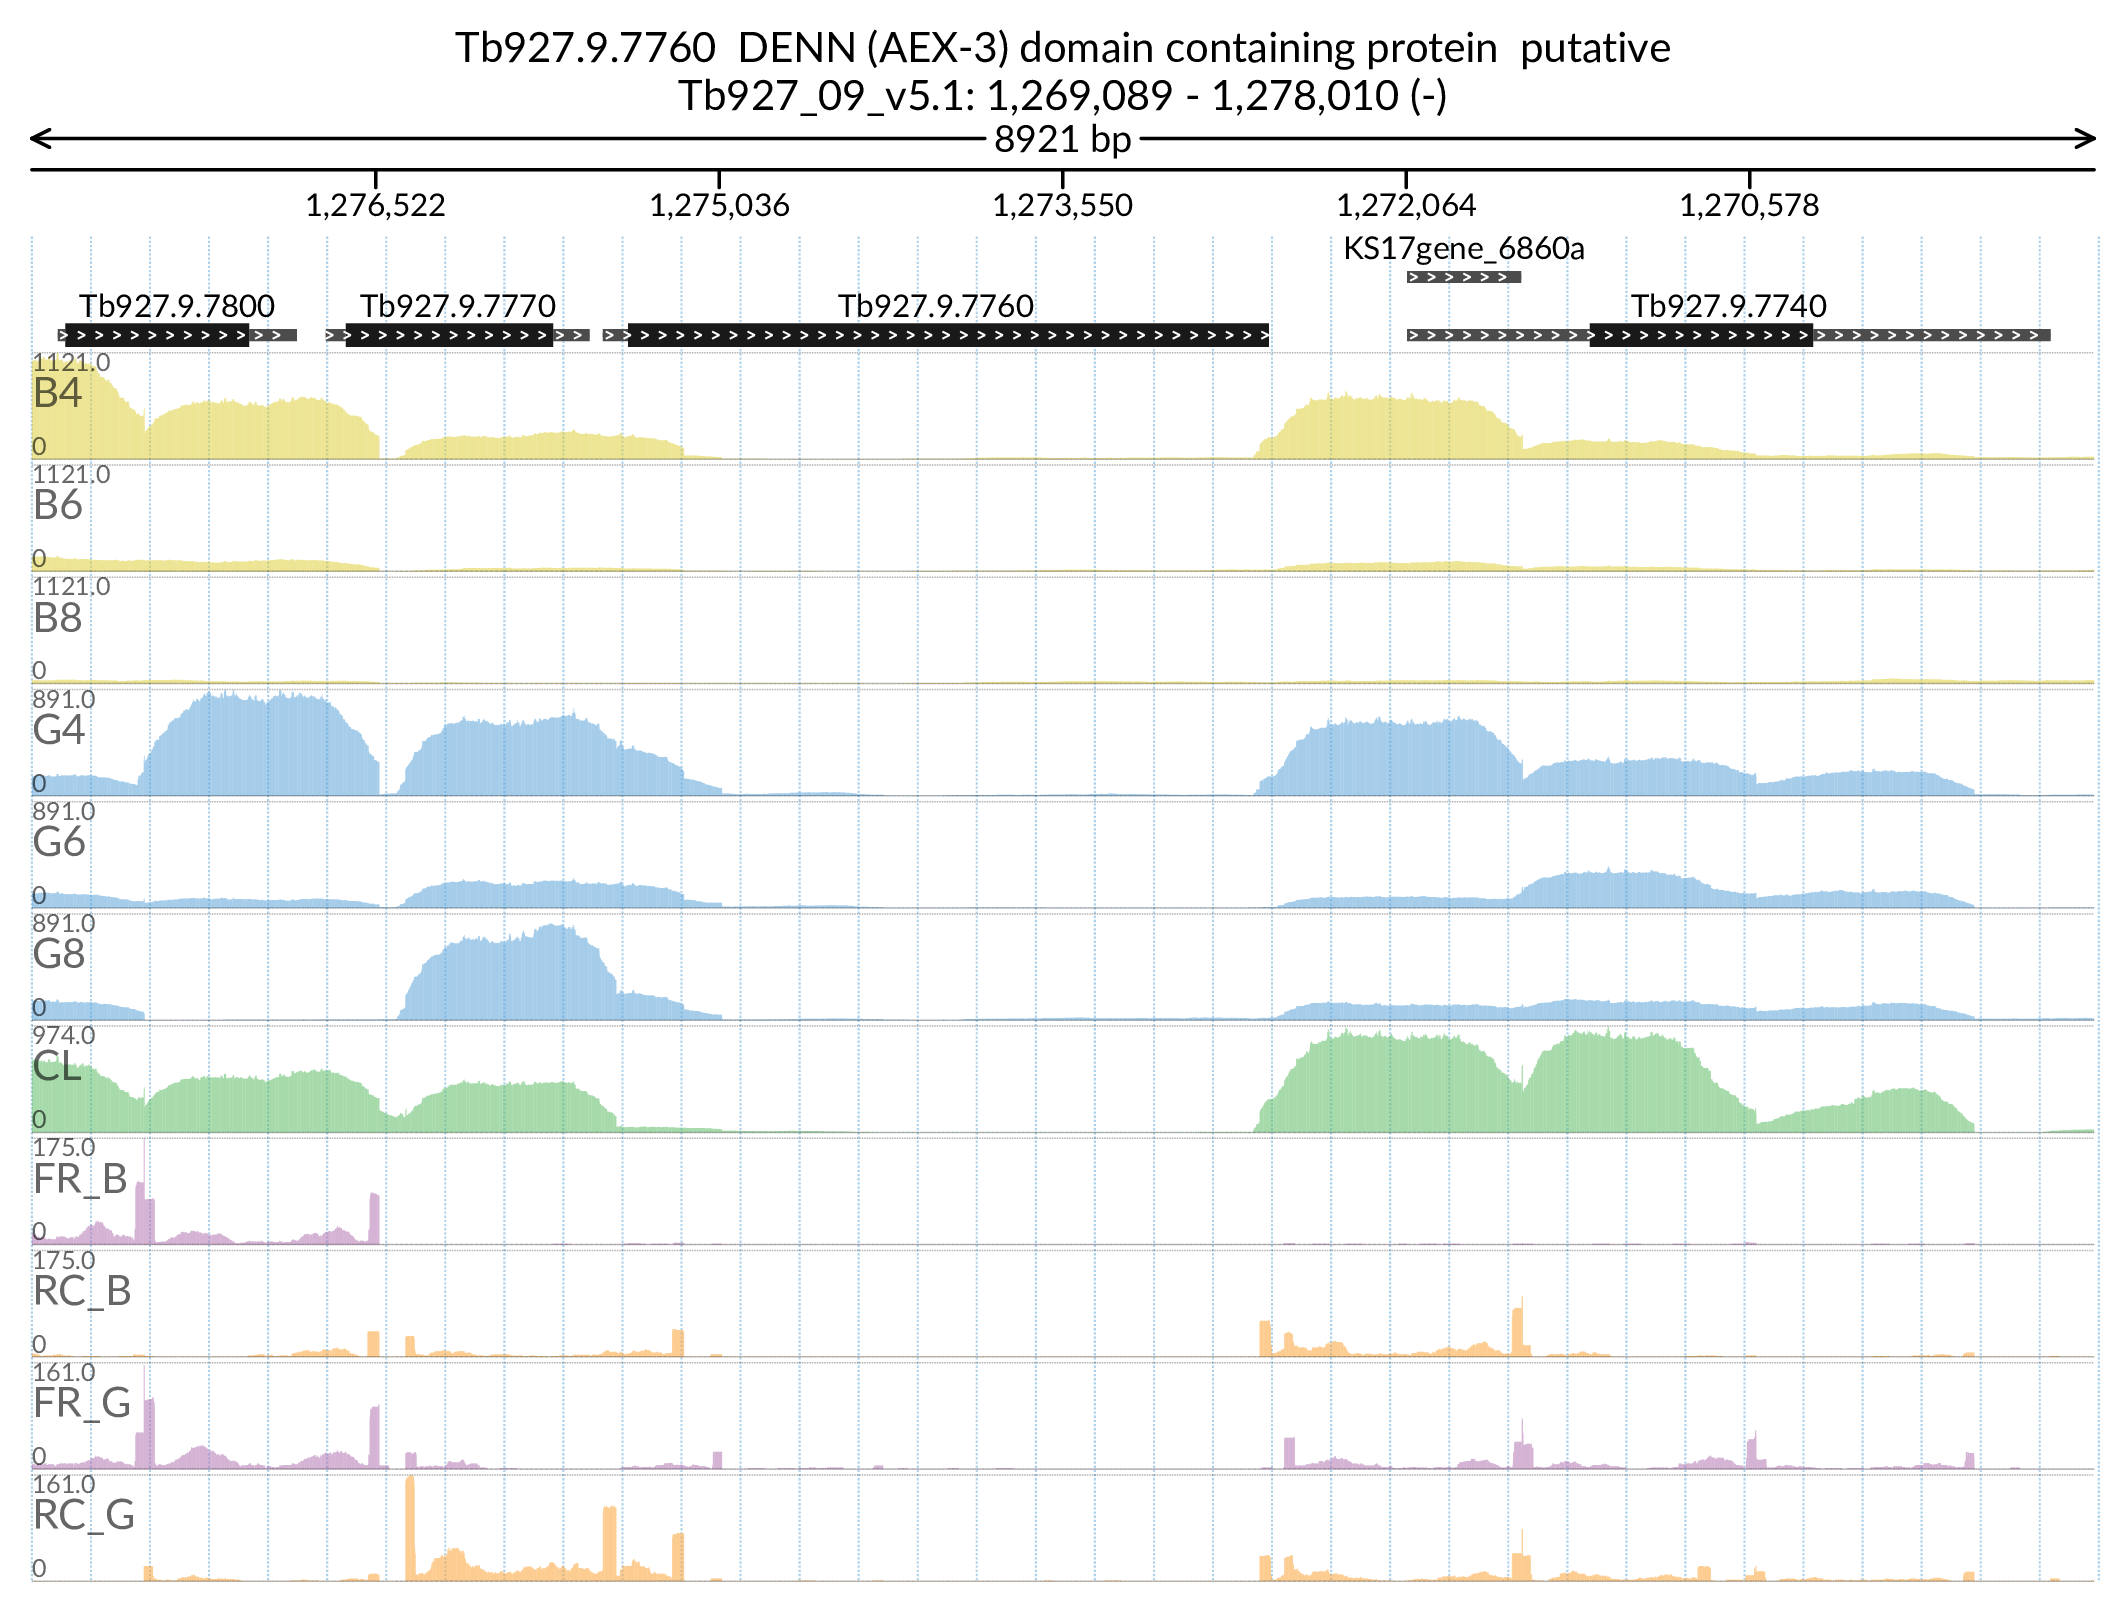 Tb927.9.7760  DENN (AEX-3) domain containing protein  putative
Tb927_09_v5.1: 1,269,089 - 1,278,010 (-)
8921 bp
1,276,522 1,275,036 1,273,550 1,272,064 1,270,578
KS17gene_6860a
Tb927.9.7800 Tb927.9.7770 Tb927.9.7760 Tb927.9.7740
1121.0
B4
0
1121.0
B6
0
1121.0
B8
0
891.0
G4
0
891.0
G6
0
891.0
G8
0
974.0
CL
0
175.0
FR_B
0
175.0
RC_B
0
161.0
FR_G
0
161.0
RC_G
0